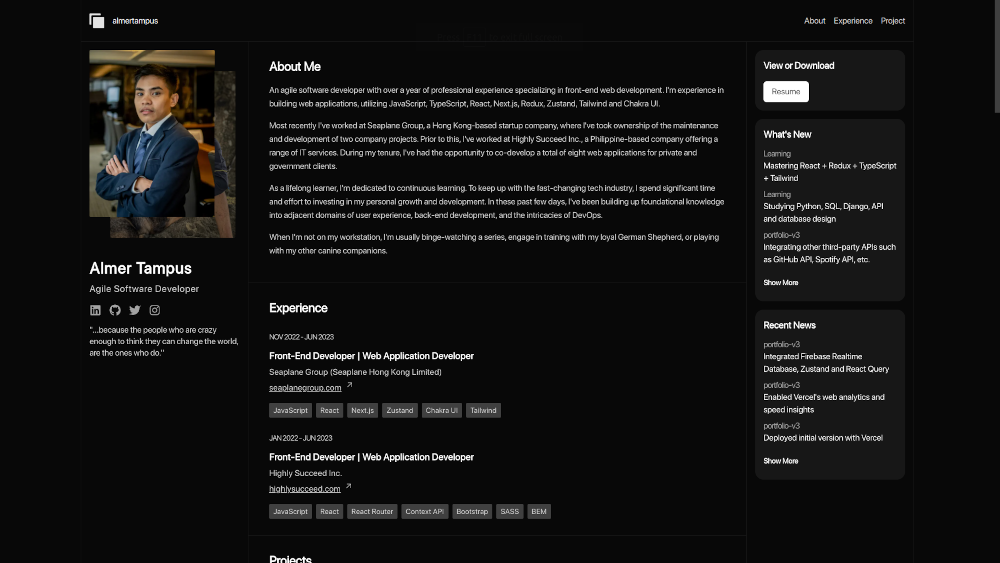 almertampus
About
Experience
Project
Almer Tampus
Agile Software Developer
"...because the people who are crazy
enough to think they can change the world,
are the ones who do."
About Me
An agile software developer with over a year of professional experience specializing in front-end web development. I'm experience in
building web applications, utilizing JavaScript, TypeScript, React, Next.js, Redux, Zustand, Tailwind and Chakra UI.
Most recently I've worked at Seaplane Group, a Hong Kong-based startup company, where I've took ownership of the maintenance
and development of two company projects. Prior to this, I've worked at Highly Succeed Inc., a Philippine-based company offering a
range of IT services. During my tenure, I've had the opportunity to co-develop a total of eight web applications for private and
government clients.
As a lifelong learner, I'm dedicated to continuous learning. To keep up with the fast-changing tech industry, I spend significant time
and effort to investing in my personal growth and development. In these past few days, I've been building up foundational knowledge
into adjacent domains of user experience, back-end development, and the intricacies of DevOps.
When I'm not on my workstation, I'm usually binge-watching a series, engage in training with my loyal German Shepherd, or playing
with my other canine companions.
Experience
NOV 2022 - JUN 2023
Front-End Developer | Web Application Developer
Seaplane Group (Seaplane Hong Kong Limited)
seaplanegroup.com
JavaScript
React
Next.js
Zustand
Chakra UI
Tailwind
JAN 2022 - JUN 2023
Front-End Developer | Web Application Developer
Highly Succeed Inc.
highlysucceed.com
JavaScript
React
React Router
Context API
Bootstrap
SASS
BEM
Projects
View or Download
Resume
What's New
Learning
Mastering React + Redux + TypeScript
+ Tailwind
Learning
Studying Python, SQL, Django, API
and database design
portfolio-v3
Integrating other third-party APIs such
as GitHub API, Spotify API, etc.
Show More
Recent News
portfolio-v3
Integrated Firebase Realtime
Database, Zustand and React Query
portfolio-v3
Enabled Vercel's web analytics and
speed insights
portfolio-v3
Deployed initial version with Vercel
Show More